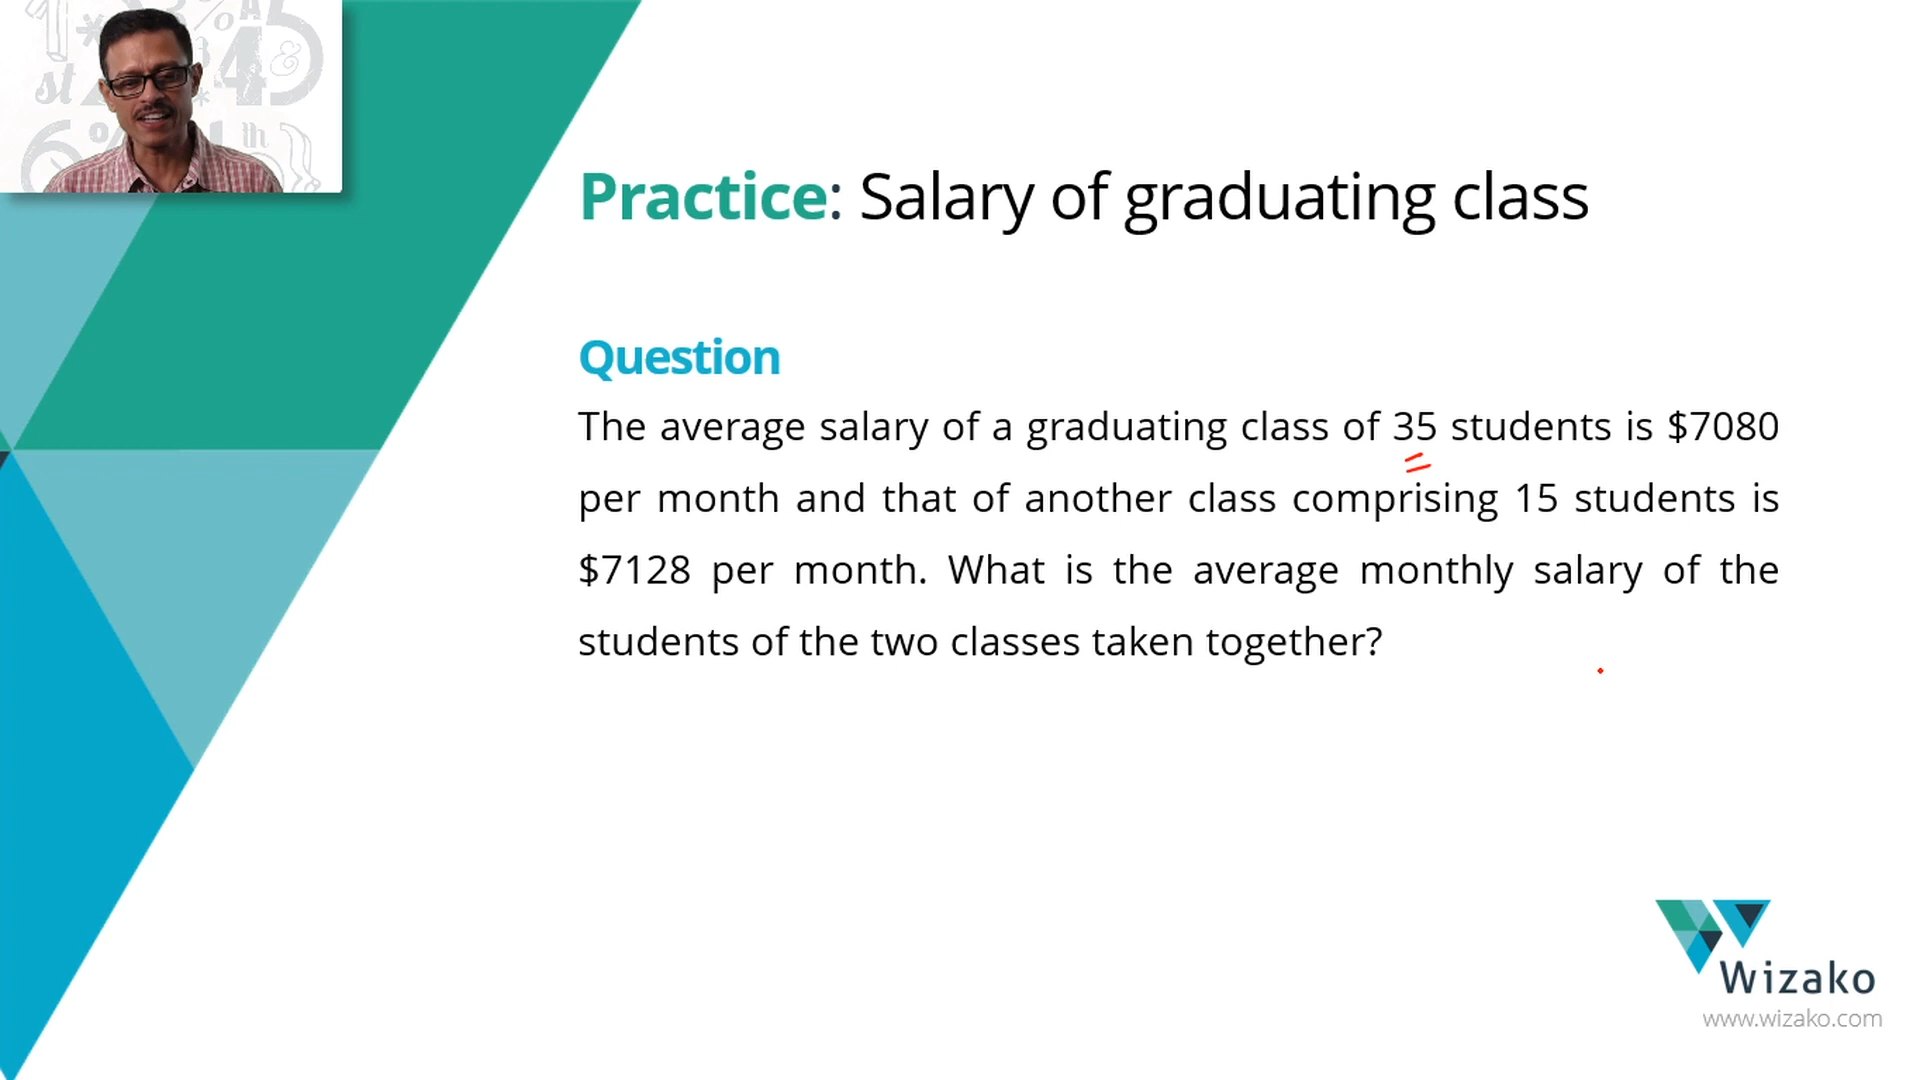 Practice: Salary of graduating class
Question
The average salary of a graduating class of 35 students is $7080
per month and that of another class comprising 15 students is
$7128 per month. What is the average monthly salary of the
students of the two classes taken together?
Wizako
www.wizako.com